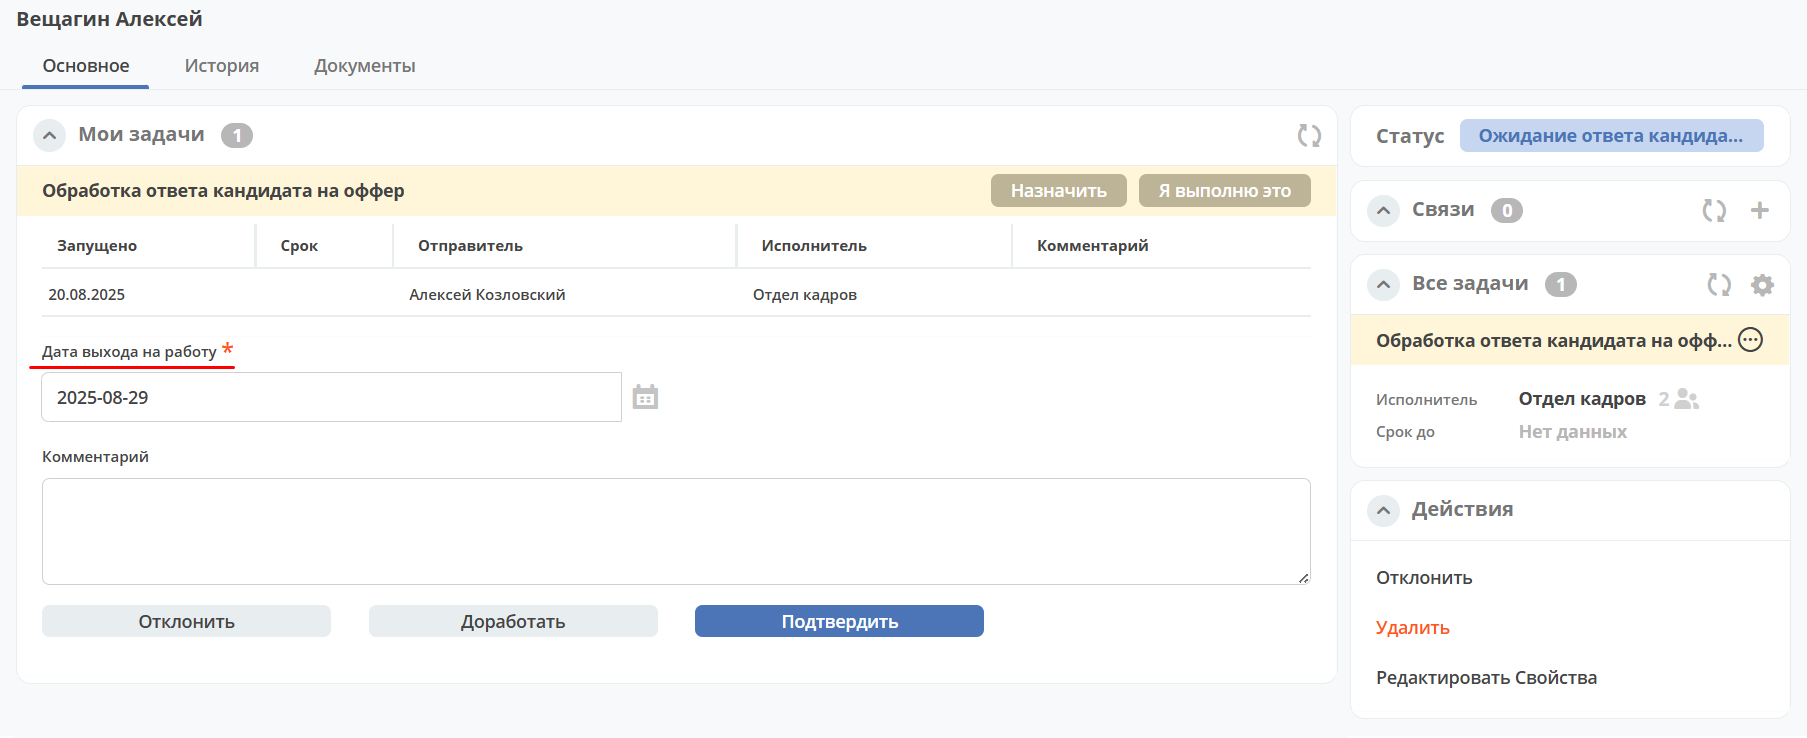 Вещагин Алексей
Основное История Документы
Мои задачи 1
Обработка ответа кандидата на оффер Назначить Я выполню это
Запущено Срок Отправитель Исполнитель Комментарий
20.08.2025 Алексей Козловский Отдел кадров
Дата выхода на работу *
2025-08-29
Комментарий
Отклонить Доработать Подтвердить
Статус Ожидание ответа кандида...
Связи 0
Все задачи 1
Обработка ответа кандидата на офф...
Исполнитель Отдел кадров 2
Срок до Нет данных
Действия
Отклонить
Удалить
Редактировать Свойства